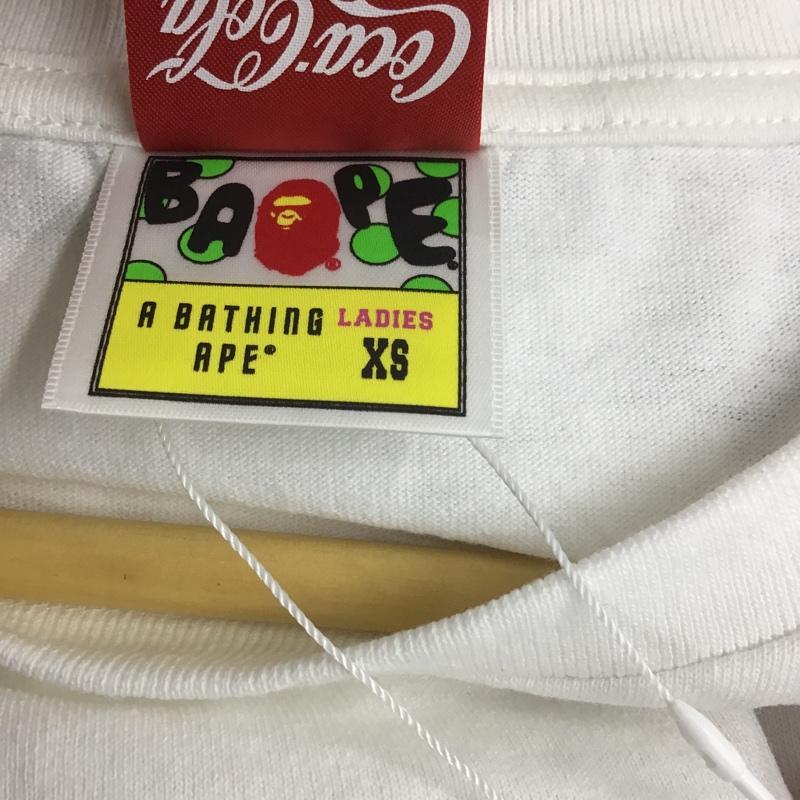 Coca-Cola
BAPE
A BATHING LADIES
APE® XS